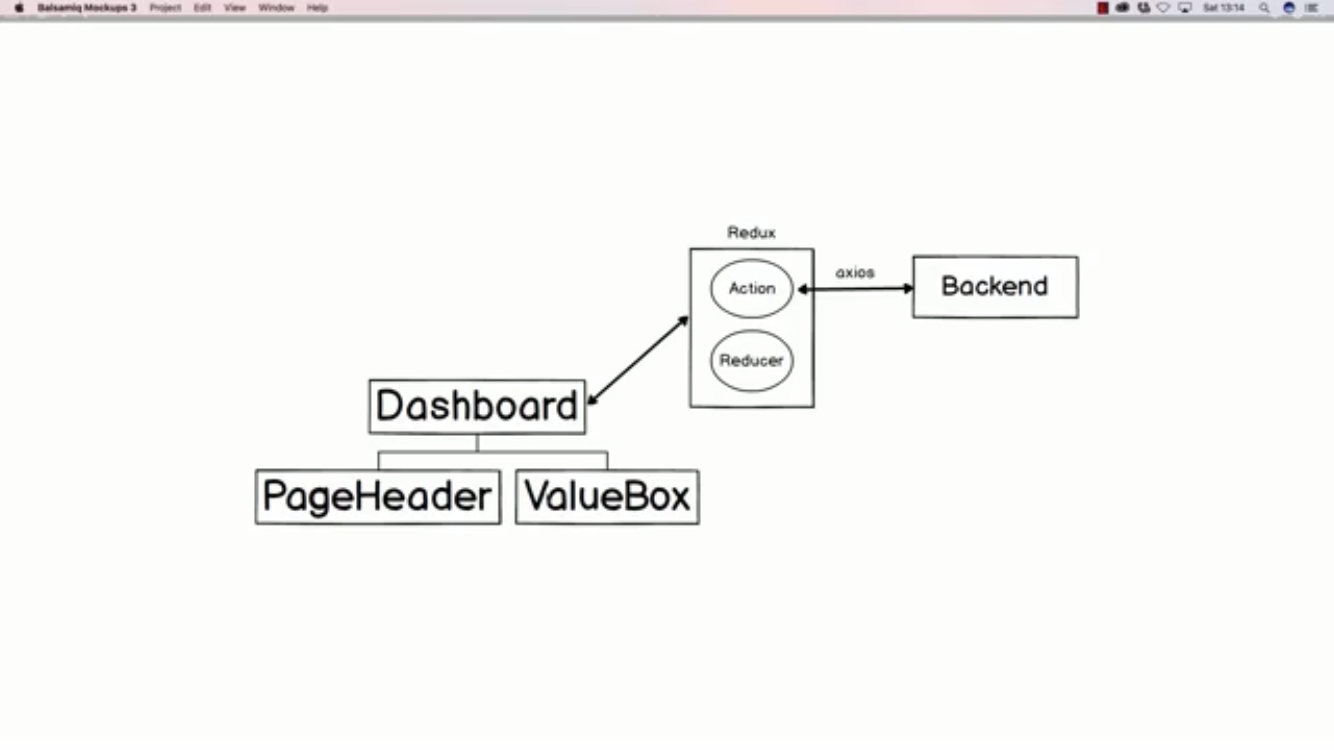 Balsamiq Mockups 3 Project Edit View Window Help Sat 13:14
Redux
Action
axios
Backend
Reducer
Dashboard
PageHeader
ValueBox